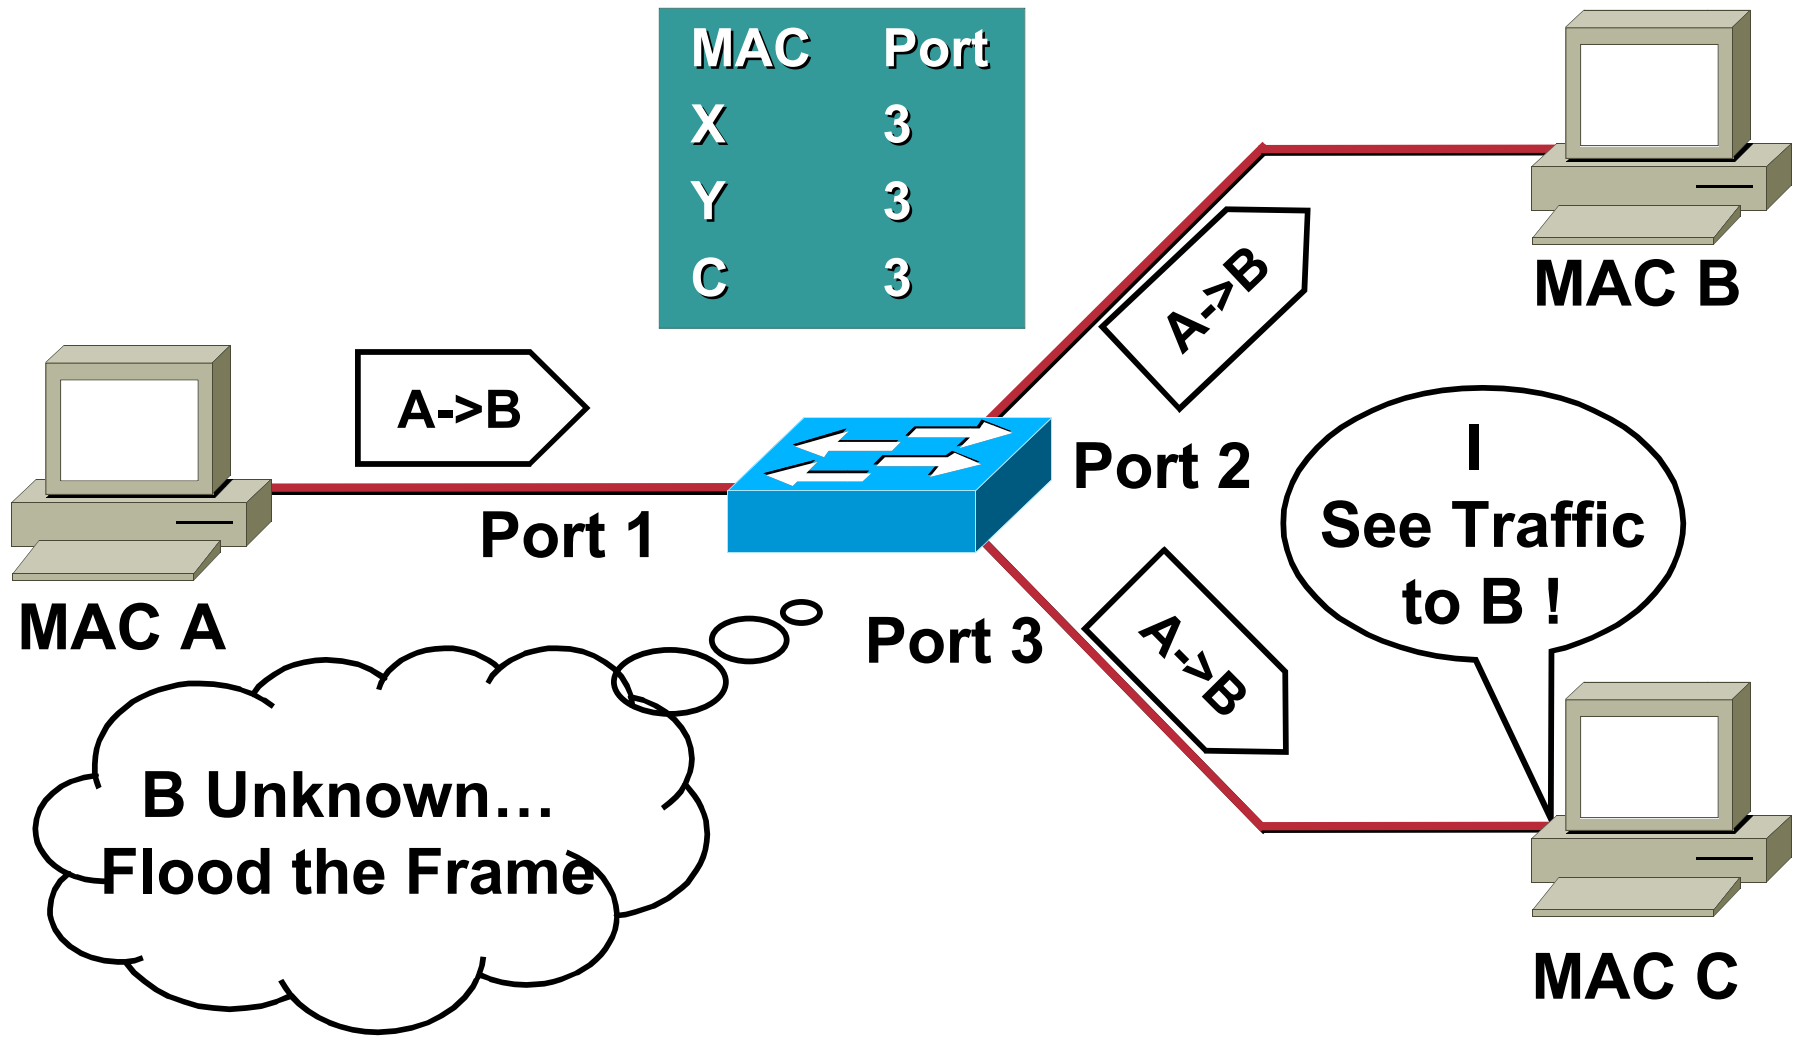 MAC Port
X 3
Y 3
C 3
MAC B
A->B
A->B
Port 2
I
See Traffic
to B !
Port 1
MAC A
Port 3
A->B
B Unknown…
Flood the Frame
MAC C